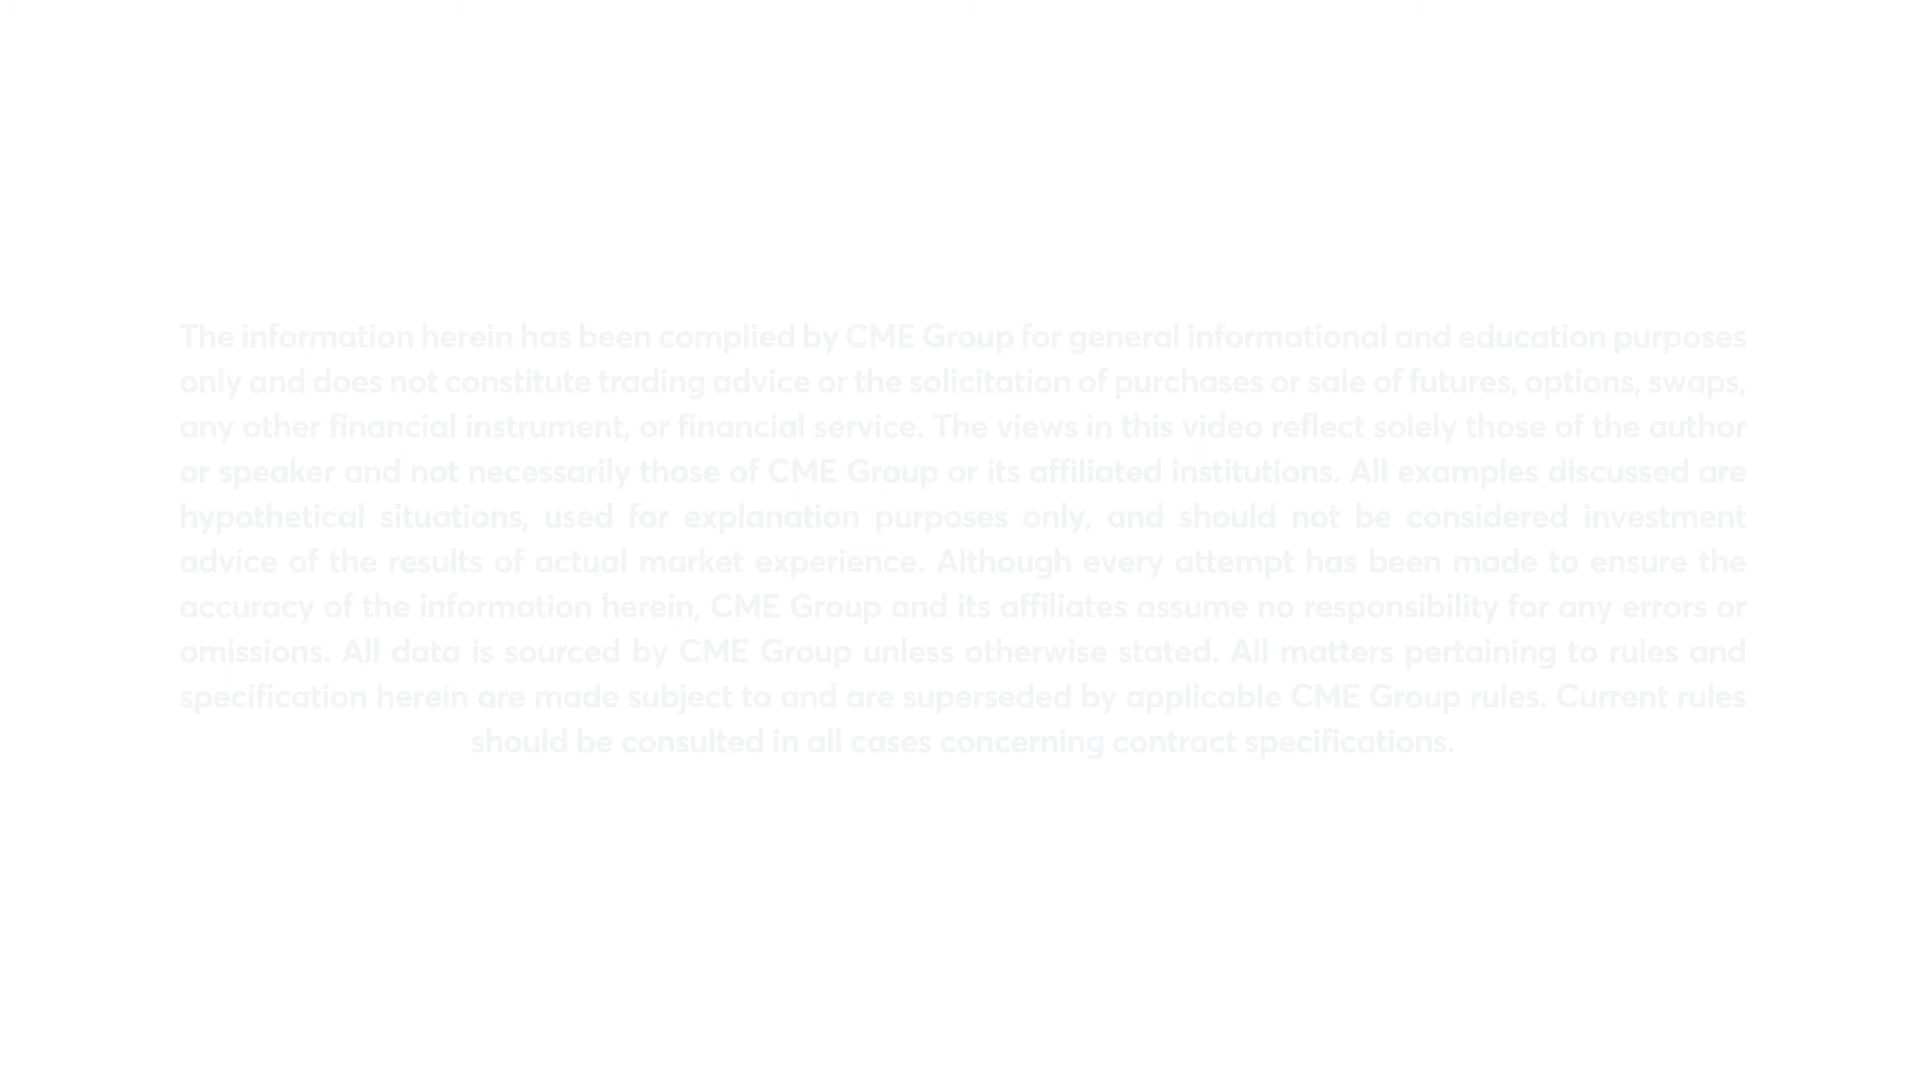 The information herein has been complied by CME Group for general informational and education purposes
only and does not constitute trading advice or the solicitation of purchases or sale of futures, options, swaps,
any other financial instrument, or financial service. The views in this video reflect solely those of the author
or speaker and not necessarily those of CME Group or its affiliated institutions. All examples discussed are
hypothetical situations, used for explanation purposes only, and should not be considered investment
advice of the results of actual market experience. Although every attempt has been made to ensure the
accuracy of the information herein, CME Group and its affiliates assume no responsibility for any errors or
omissions. All data is sourced by CME Group unless otherwise stated. All matters pertaining to rules and
specification herein are made subject to and are superseded by applicable CME Group rules. Current rules
should be consulted in all cases concerning contract specifications.